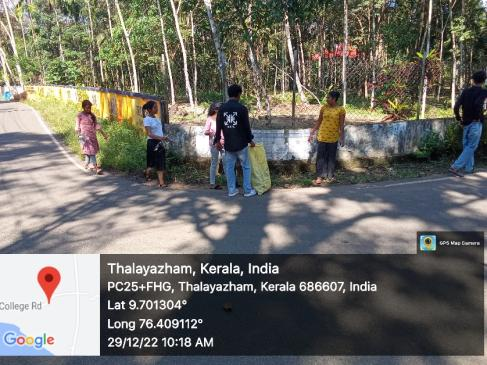 GPS Map Camera
College Rd
Google
Thalayazham, Kerala, India
PC25+FHG, Thalayazham, Kerala 686607, India
Lat 9.701304°
Long 76.409112°
29/12/22 10:18 AM